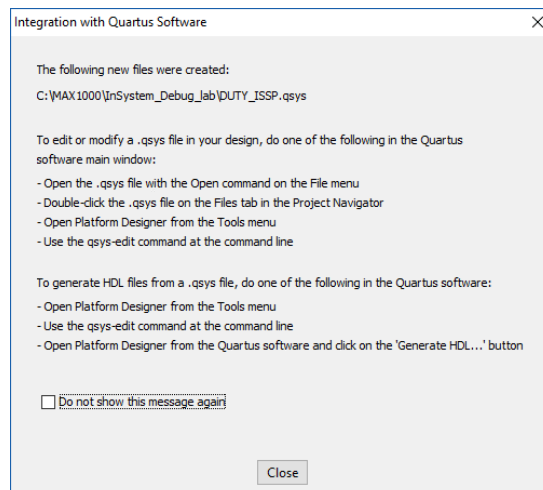 Integration with Quartus Software
The following new files were created:
C:\MAX1000\InSystem_Debug_lab\DUTY_ISSP.qsys
To edit or modify a .qsys file in your design, do one of the following in the Quartus
software main window:
- Open the .qsys file with the Open command on the File menu
- Double-click the .qsys file on the Files tab in the Project Navigator
- Open Platform Designer from the Tools menu
- Use the qsys-edit command at the command line
To generate HDL files from a .qsys file, do one of the following in the Quartus software:
- Open Platform Designer from the Tools menu
- Use the qsys-edit command at the command line
- Open Platform Designer from the Quartus software and click on the 'Generate HDL...' button
Do not show this message again
Close